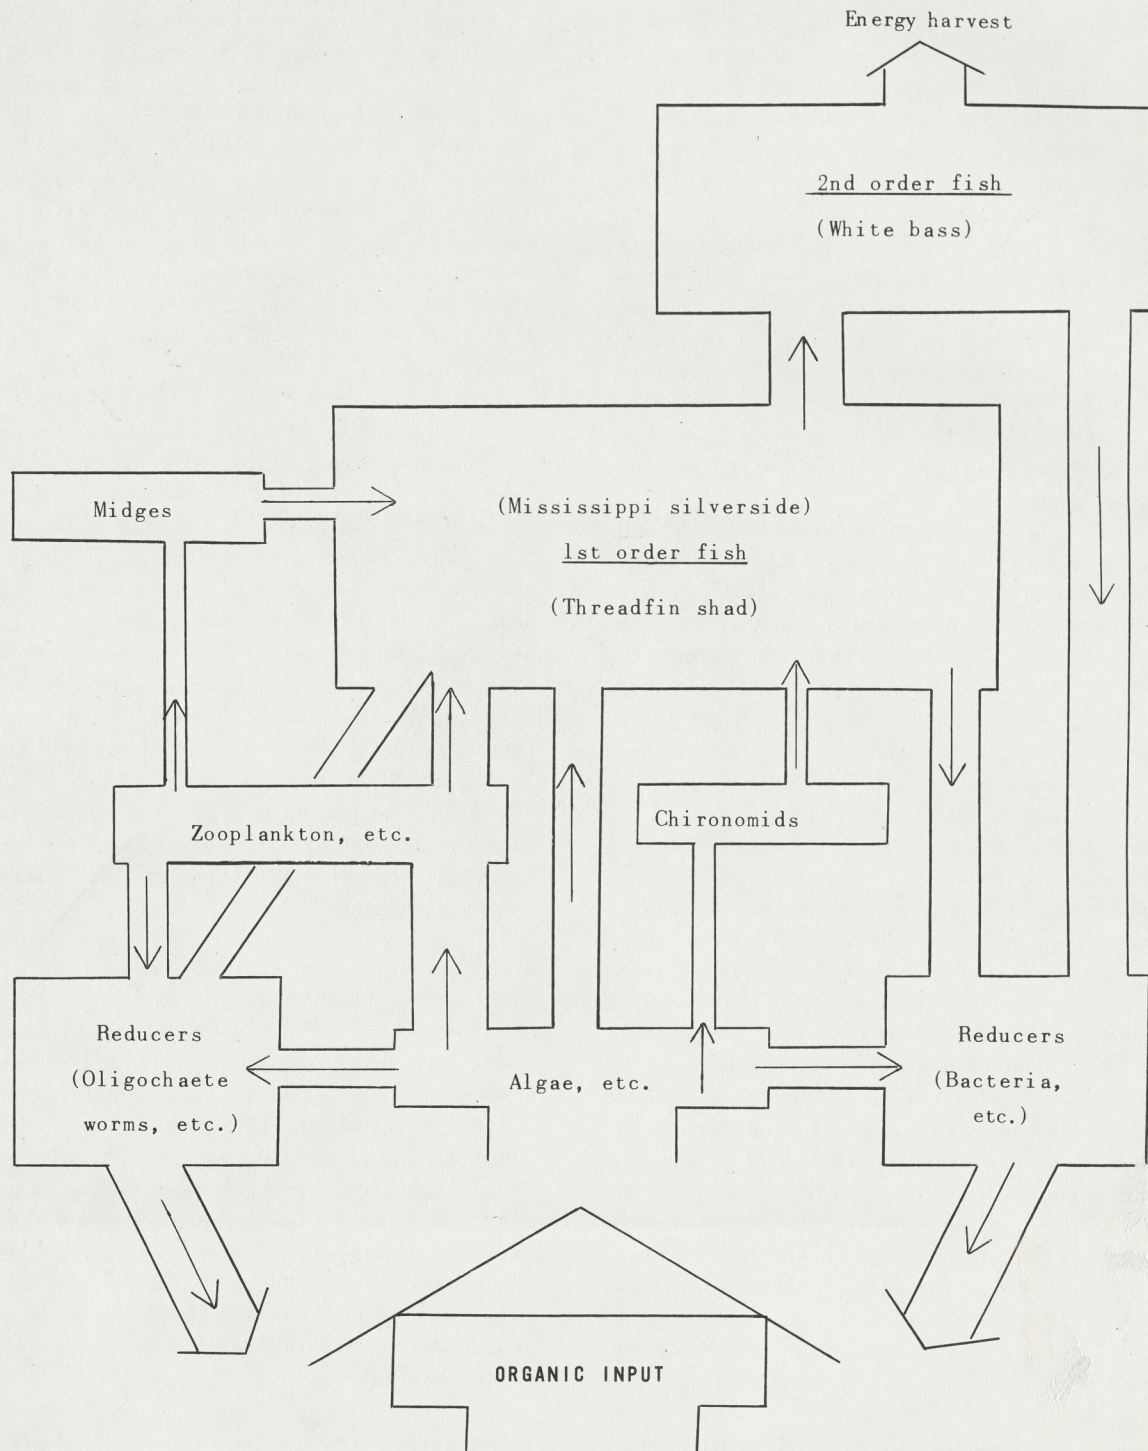 Energy harvest
2nd order fish
(White bass)
Midges
(Mississippi silverside)
1st order fish
(Threadfin shad)
Zooplankton, etc.
Chironomids
Reducers
(Oligochaete
worms, etc.)
Algae, etc.
Reducers
(Bacteria,
etc.)
ORGANIC INPUT